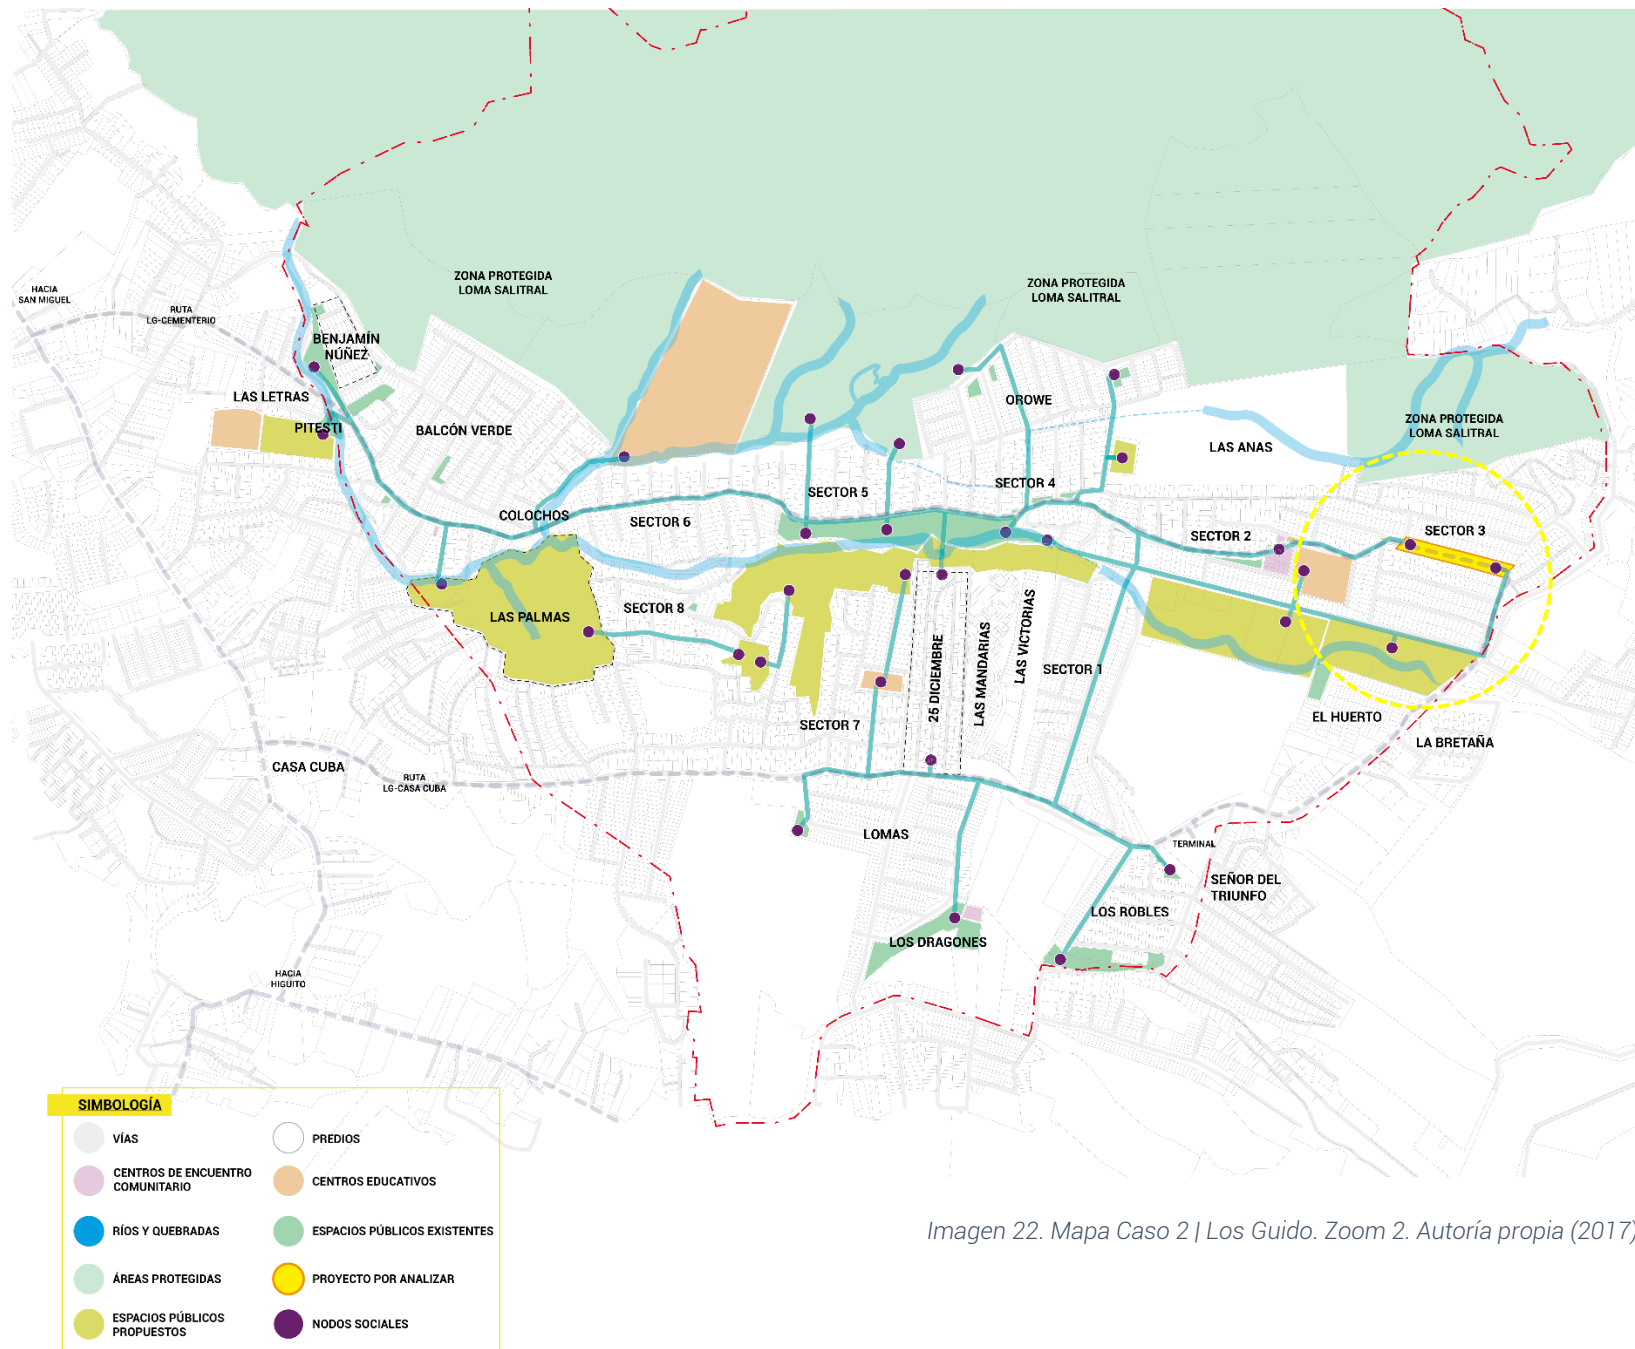 ZONA PROTEGIDA
LOMA SALITRAL
ZONA PROTEGIDA
LOMA SALITRAL
HACIA
SAN MIGUEL
RUTA
LG-CEMENTERIO
BENJAMÍN
NÚÑEZ
LAS LETRAS
PITESTI
BALCÓN VERDE
OROWE
ZONA PROTEGIDA
LOMA SALITRAL
LAS ANAS
SECTOR 4
SECTOR 5
COLOCHOS
SECTOR 6
SECTOR 2
SECTOR 3
LAS PALMAS
SECTOR 8
25 DICIEMBRE
LAS MANDARIAS
LAS VICTORIAS
SECTOR 1
SECTOR 7
EL HUERTO
LA BRETAÑA
CASA CUBA
RUTA
LG-CASA CUBA
LOMAS
TERMINAL
SEÑOR DEL
TRIUNFO
LOS ROBLES
LOS DRAGONES
HACIA
HIGUITO
SIMBOLOGÍA
VÍAS
PREDIOS
CENTROS DE ENCUENTRO
COMUNITARIO
CENTROS EDUCATIVOS
RÍOS Y QUEBRADAS
ESPACIOS PÚBLICOS EXISTENTES
ÁREAS PROTEGIDAS
PROYECTO POR ANALIZAR
ESPACIOS PÚBLICOS
PROPUESTOS
NODOS SOCIALES
Imagen 22. Mapa Caso 2 | Los Guido. Zoom 2. Autoría propia (2017)